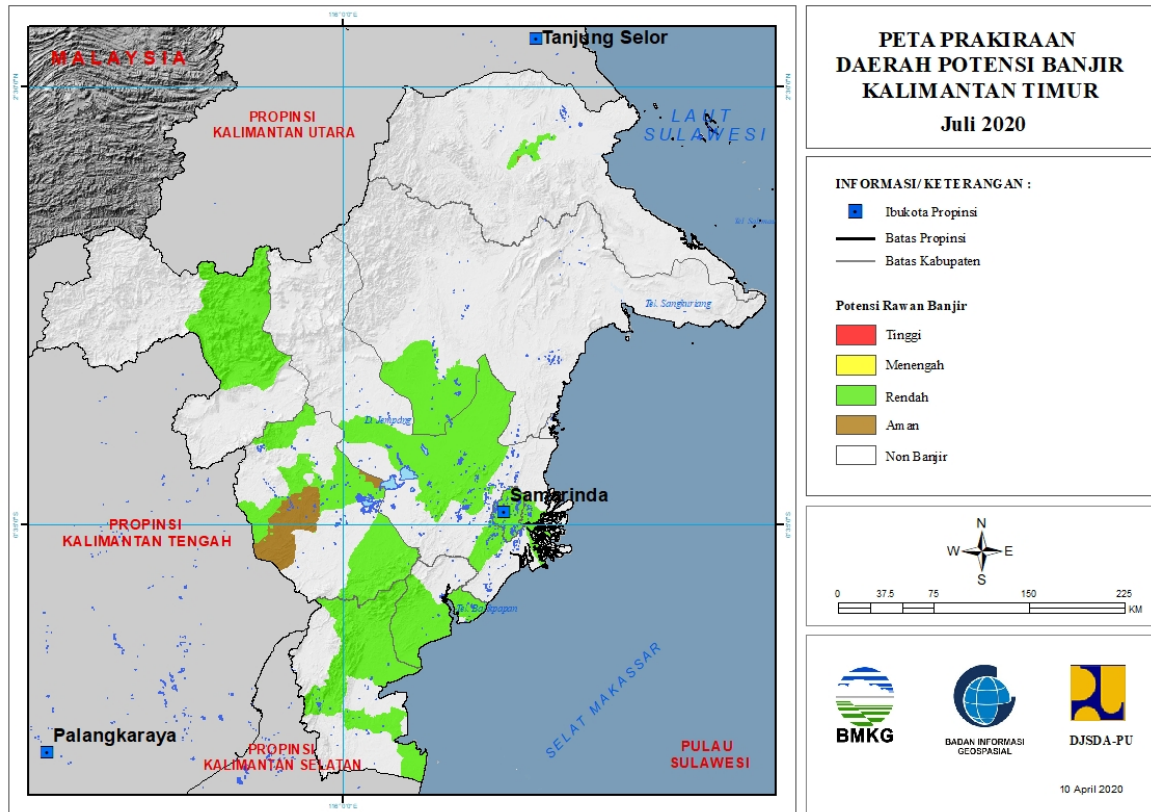 PETA PRAKIRAAN
DAERAH POTENSI BANJIR
KALIMANTAN TIMUR
Juli 2020
INFORMASI/ KETERANGAN :
Ibukota Propinsi
Batas Propinsi
Batas Kabupaten
Potensi Rawan Banjir
Tinggi
Menengah
Rendah
Aman
Non Banjir
N
W E
S
0 37.5 75 150 225
KM
BMKG
BADAN INFORMASI
GEOSPASIAL
DJSDA-PU
10 April 2020
Tanjung Selor
MALAYSIA
PROPINSI
KALIMANTAN UTARA
LAUT
SULAWESI
Tel. Sangkuriang
D. Jempang
Samarinda
PROPINSI
KALIMANTAN TENGAH
Tel. Balikpapan
SELAT MAKASSAR
Palangkaraya
PROPINSI
KALIMANTAN SELATAN
PULAU
SULAWESI